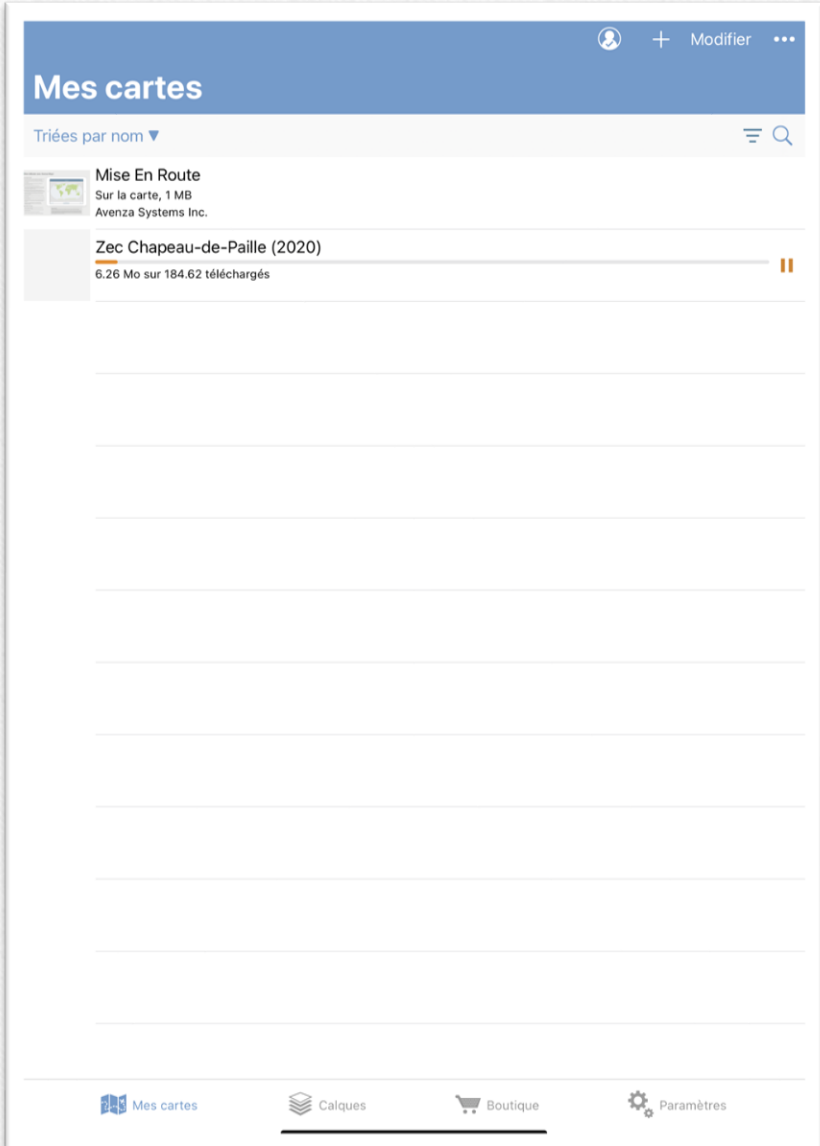 Modifier
Mes cartes
Triées par nom ▼
Mise En Route
Sur la carte, 1 MB
Avenza Systems Inc.
Zec Chapeau-de-Paille (2020)
6.26 Mo sur 184.62 téléchargés
Mes cartes
Calques
Boutique
Paramètres